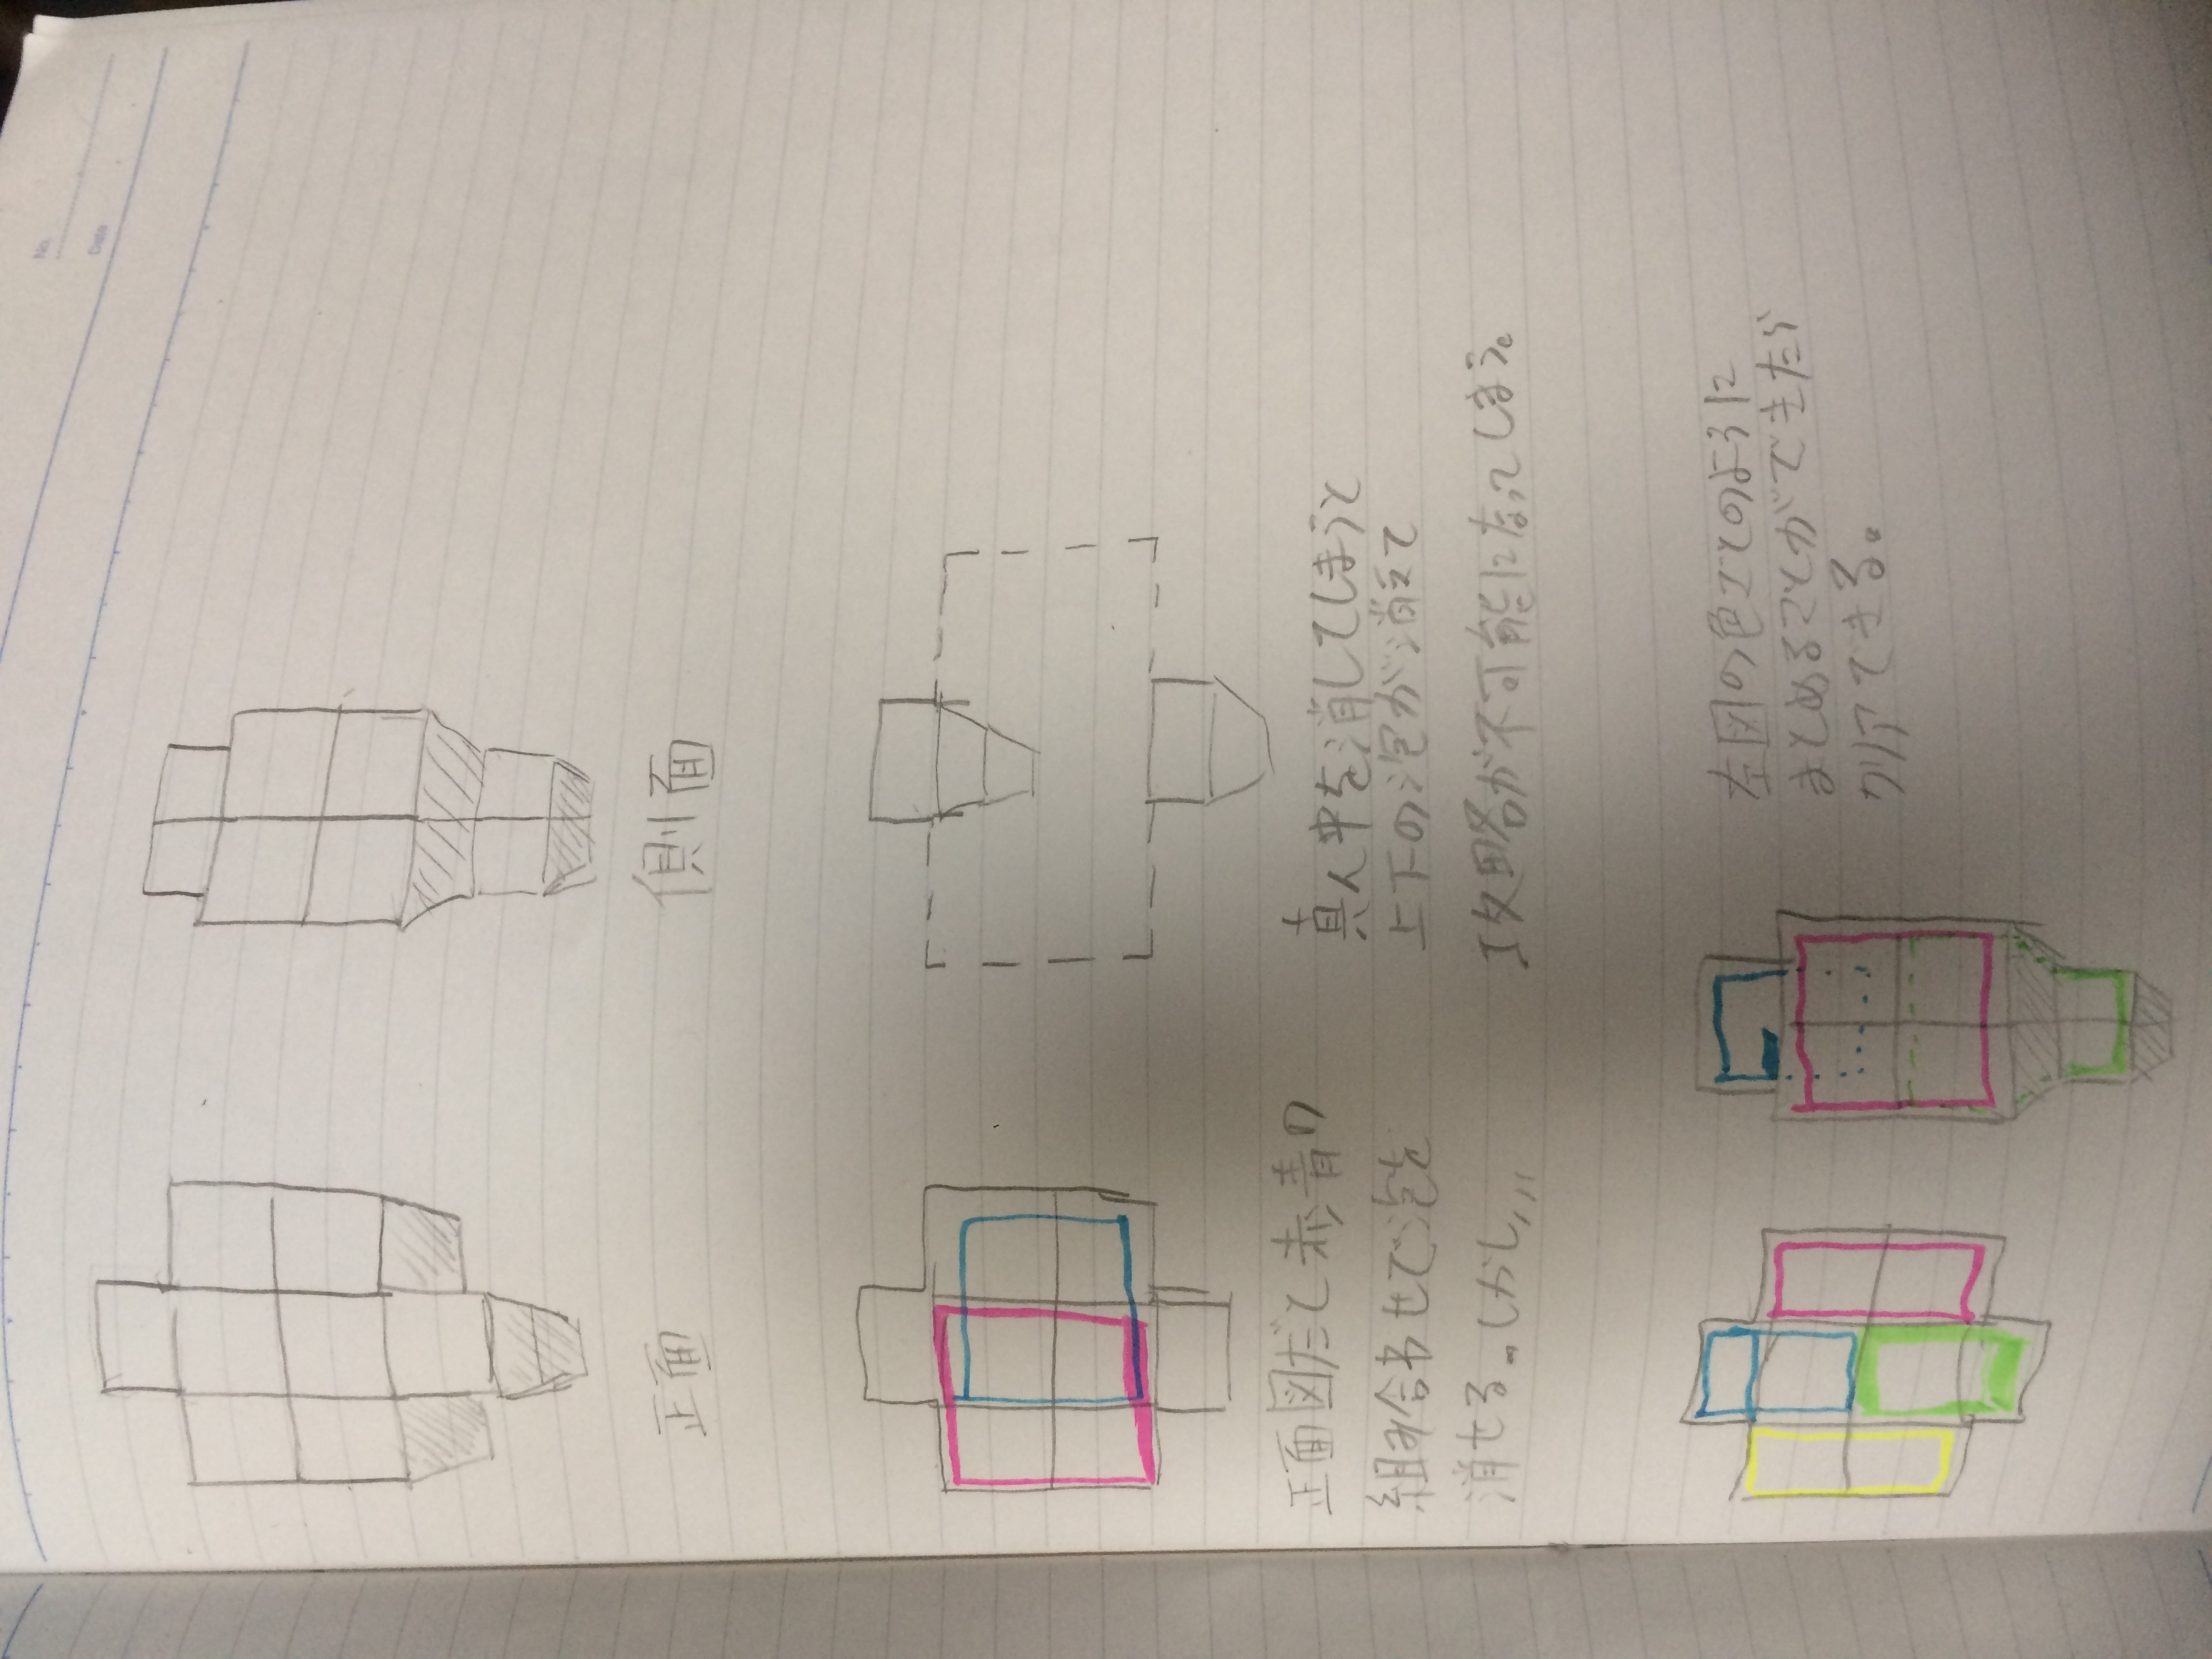 No.
Date
正面
側面
正面図だと赤、青の
組み合わせで泡を
消せる。しかし,,,
真ん中を消してしまうと
上下の泡が消えて
攻略が不可能になってしまう。
左図の色ごとのように
まとめることができたら
クリアできる。